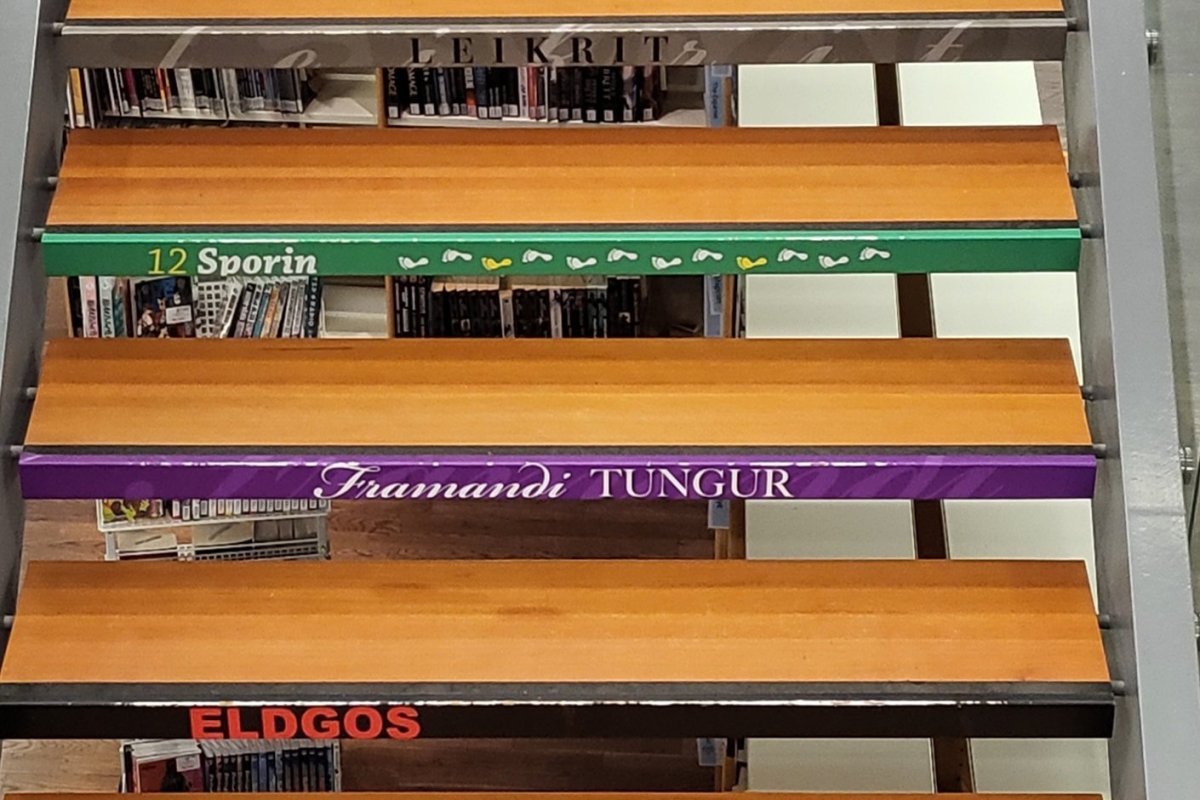 LEIKRIT
12 Sporin
Framandi TUNGUR
ELDGOS